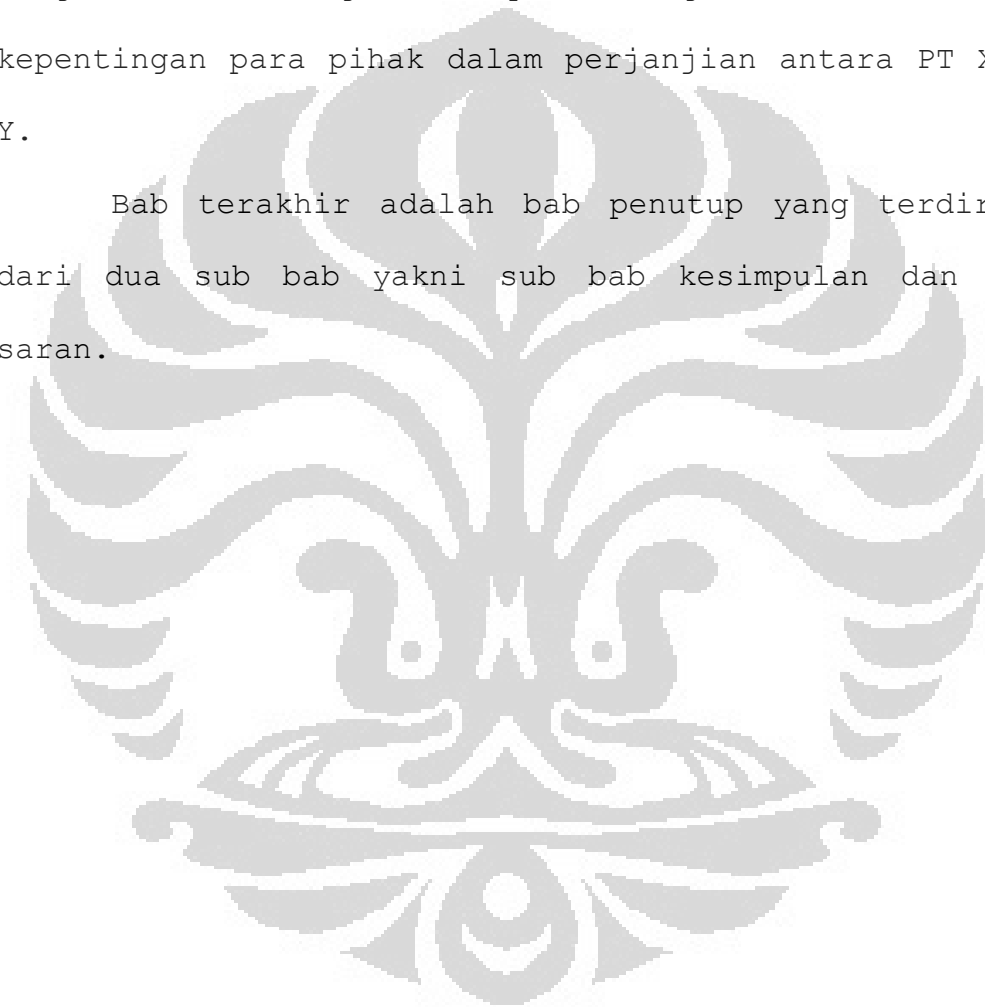 kepentingan para pihak dalam perjanjian antara PT X
Y.
Bab terakhir adalah bab penutup yang terdir
dari dua sub bab yakni sub bab kesimpulan dan
saran.